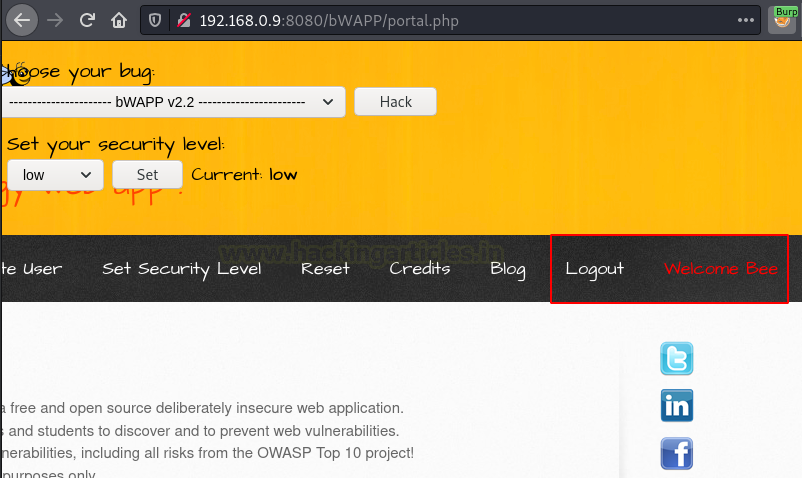 192.168.0.9:8080/bWAPP/portal.php
Burp
Choose your bug:
---------------------- bWAPP v2.2 -----------------------
Hack
Set your security level:
low
Set
Current: low
gy web app !
te User
Set Security Level
Reset
Credits
Blog
Logout
Welcome Bee
www.hackingarticles.in
a free and open source deliberately insecure web application.
s and students to discover and to prevent web vulnerabilities.
nerabilities, including all risks from the OWASP Top 10 project!
purposes only